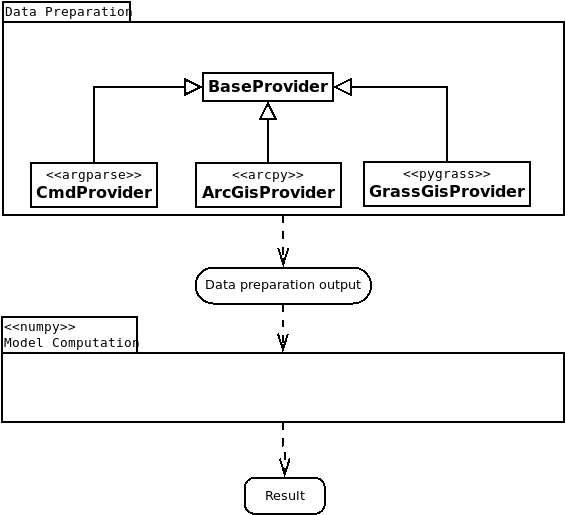 Data Preparation
BaseProvider
<<argparse>>
CmdProvider
<<arcpy>>
ArcGisProvider
<<pygrass>>
GrassGisProvider
Data preparation output
<<numpy>>
Model Computation
Result